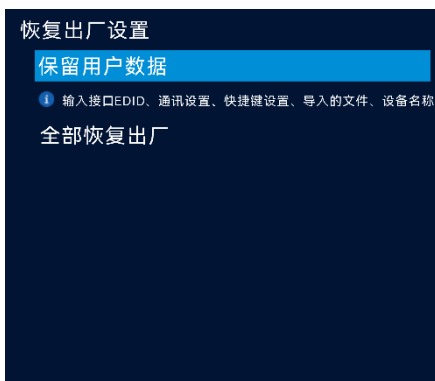 恢复出厂设置
保留用户数据
输入接口EDID、通讯设置、快捷键设置、导入的文件、设备名称
全部恢复出厂